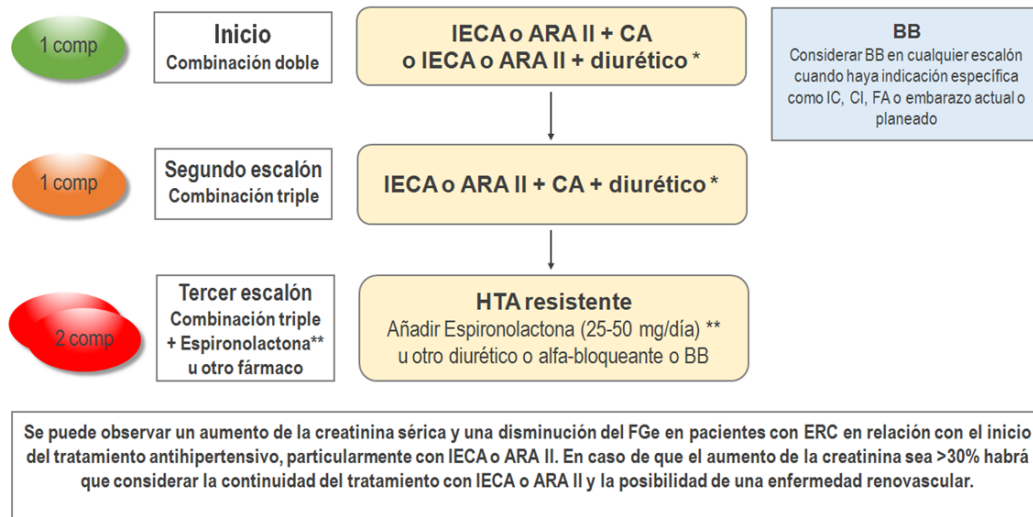 1 comp
Inicio
Combinación doble
IECA o ARA II + CA
o IECA o ARA II + diurético *
BB
Considerar BB en cualquier escalón
cuando haya indicación específica
como IC, CI, FA o embarazo actual o
planeado
1 comp
Segundo escalón
Combinación triple
IECA o ARA II + CA + diurético *
2 comp
Tercer escalón
Combinación triple
+ Espironolactona**
u otro fármaco
HTA resistente
Añadir Espironolactona (25-50 mg/día) **
u otro diurético o alfa-bloqueante o BB
Se puede observar un aumento de la creatinina sérica y una disminución del FGe en pacientes con ERC en relación con el inicio
del tratamiento antihipertensivo, particularmente con IECA o ARA II. En caso de que el aumento de la creatinina sea >30% habrá
que considerar la continuidad del tratamiento con IECA o ARA II y la posibilidad de una enfermedad renovascular.